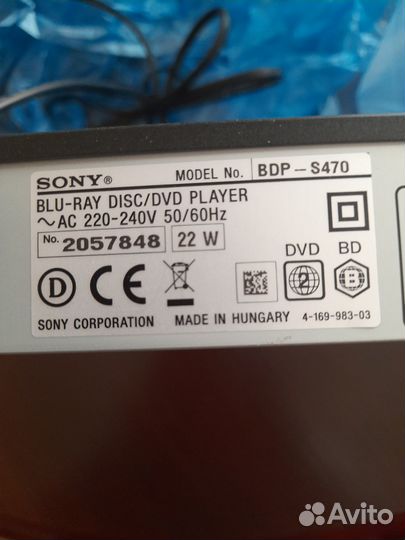 SONY® MODEL No. BDP-S470
BLU-RAY DISC/DVD PLAYER
~AC 220-240V 50/60Hz
No. 2057848 22 W
DVD BD
D CE 2 B
SONY CORPORATION MADE IN HUNGARY 4-169-983-03
Avito